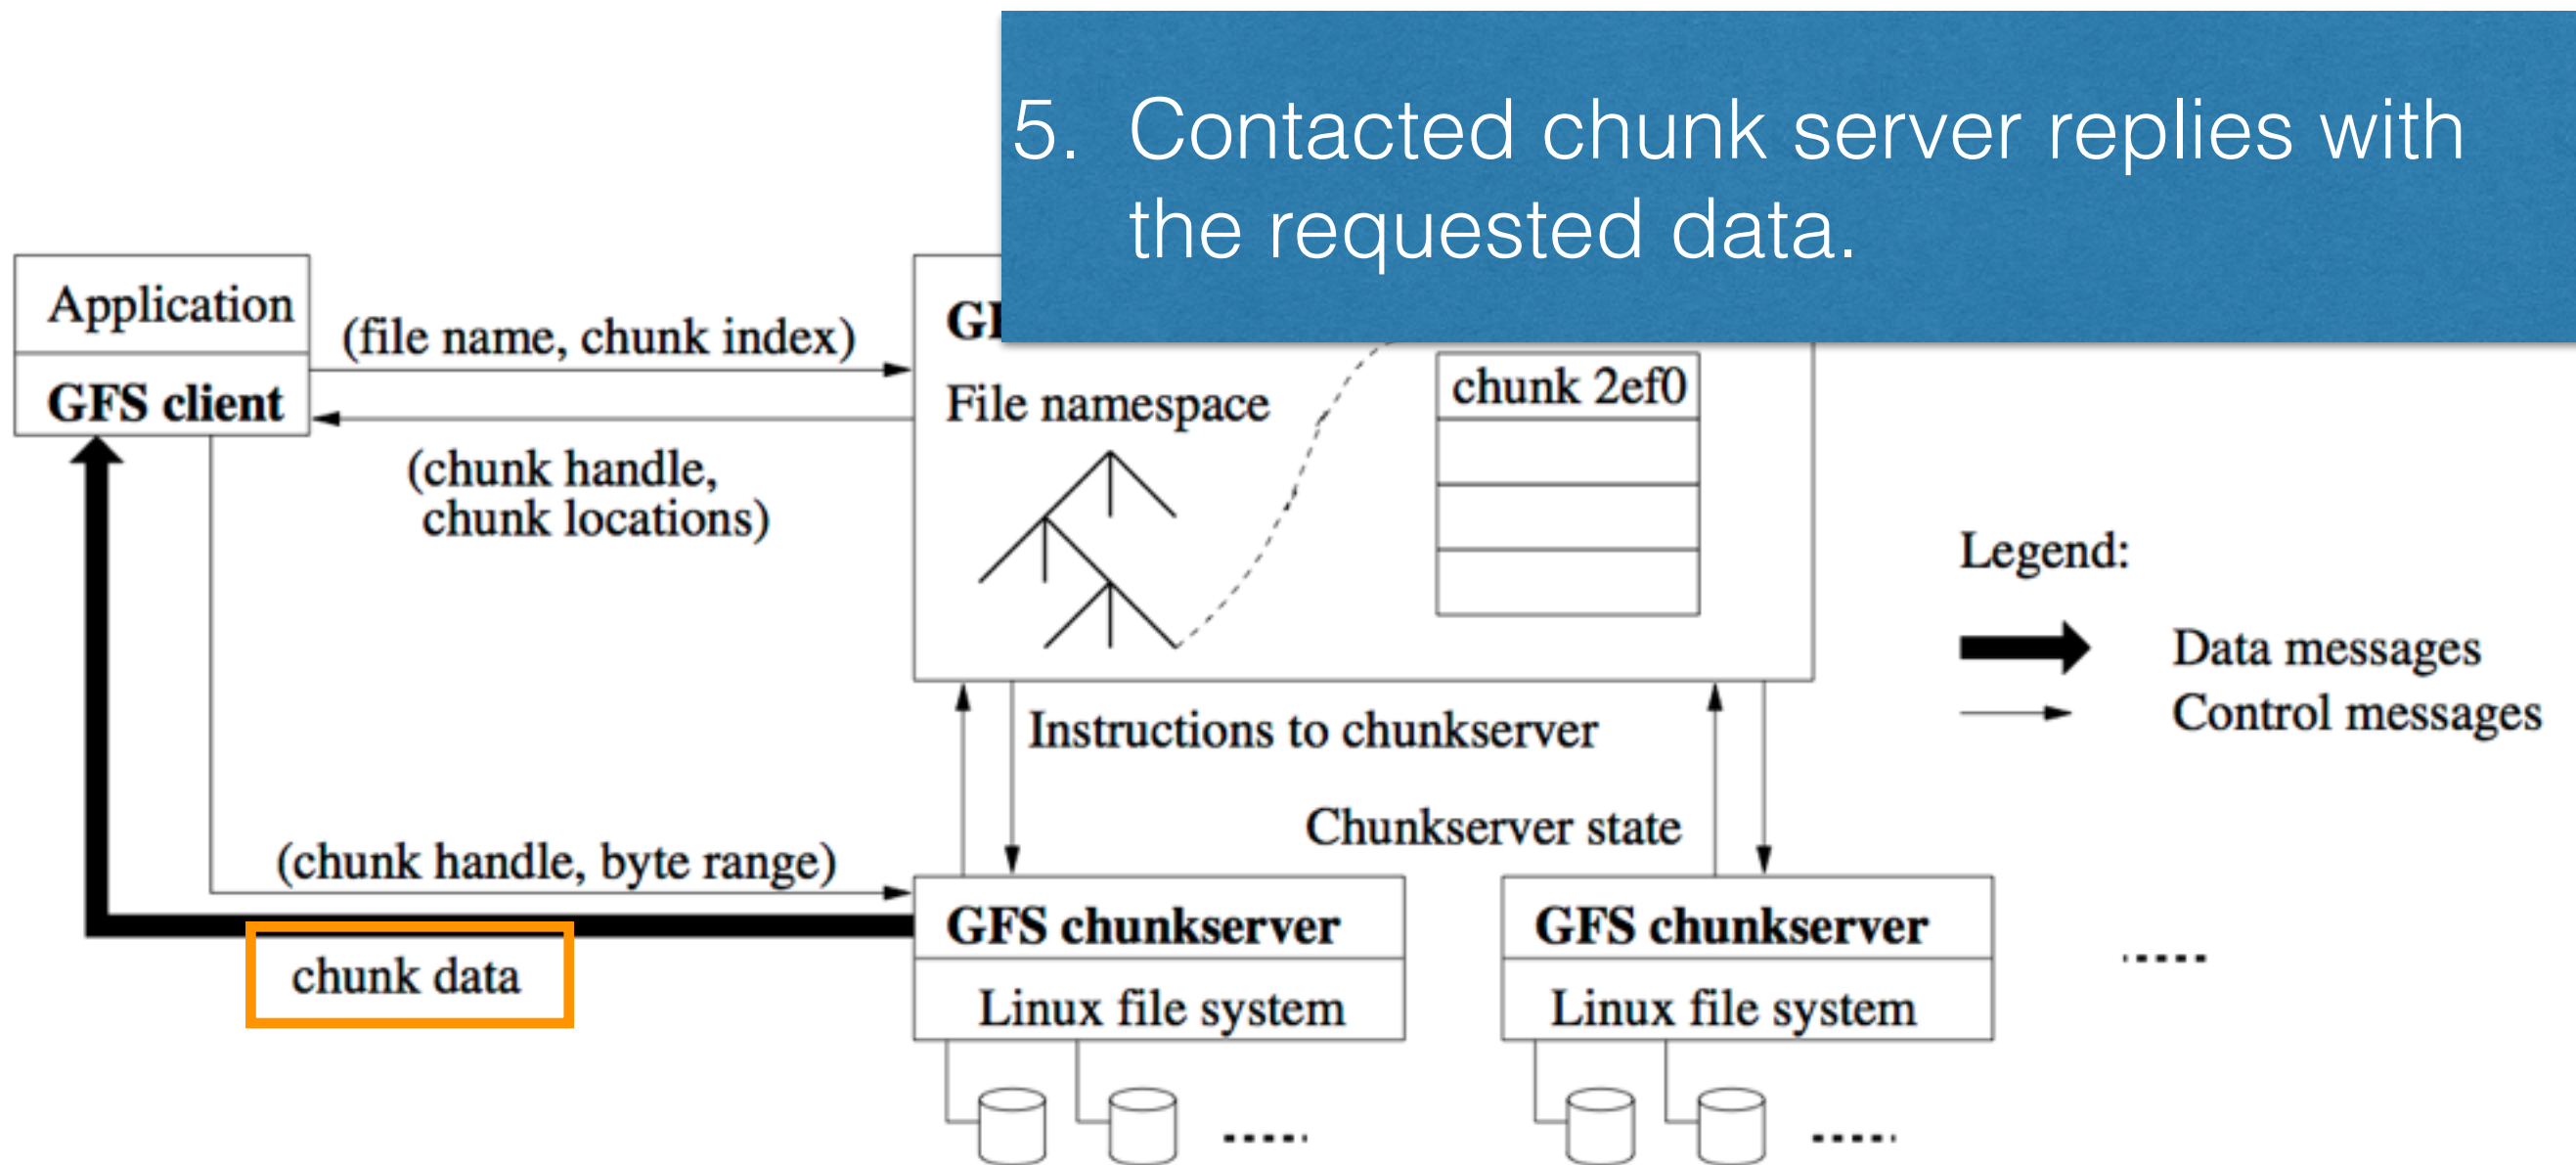 5. Contacted chunk server replies with
the requested data.
Application
GFS client
(file name, chunk index)
(chunk handle,
chunk locations)
File namespace
chunk 2ef0
Legend:
Data messages
Control messages
Instructions to chunkserver
Chunkserver state
(chunk handle, byte range)
chunk data
GFS chunkserver
Linux file system
GFS chunkserver
Linux file system